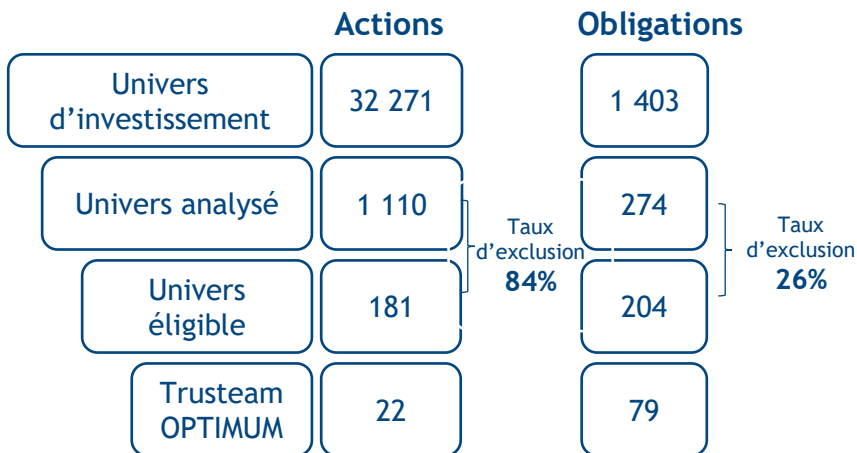 Actions
Obligations
Univers
d’investissement
32 271
1 403
Univers analysé
1 110
274
Taux
d’exclusion
84%
Taux
d’exclusion
26%
Univers
éligible
181
204
Trusteam
OPTIMUM
22
79